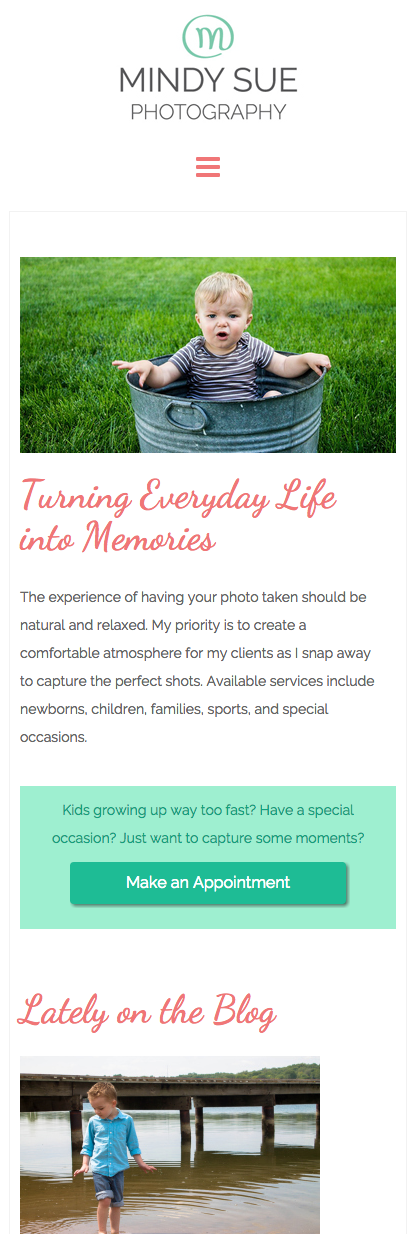 m
MINDY SUE
PHOTOGRAPHY
Turning Everyday Life
into Memories
The experience of having your photo taken should be
natural and relaxed. My priority is to create a
comfortable atmosphere for my clients as I snap away
to capture the perfect shots. Available services include
newborns, children, families, sports, and special
occasions.
Kids growing up way too fast? Have a special
occasion? Just want to capture some moments?
Make an Appointment
Lately on the Blog